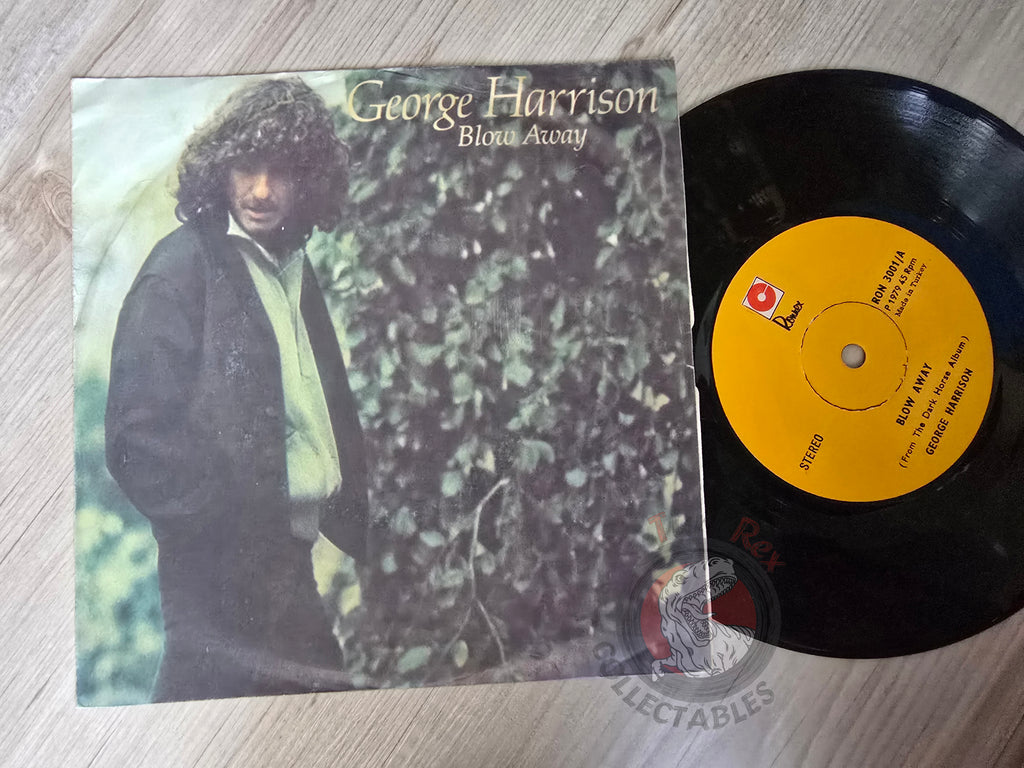 George Harrison
Blow Away
Ronex
RON 3001/A
P 1979 45 Rpm
Made in Turkey
STEREO
BLOW AWAY
(From The Dark Horse Album)
GEORGE HARRISON
Rex
COLLECTABLES